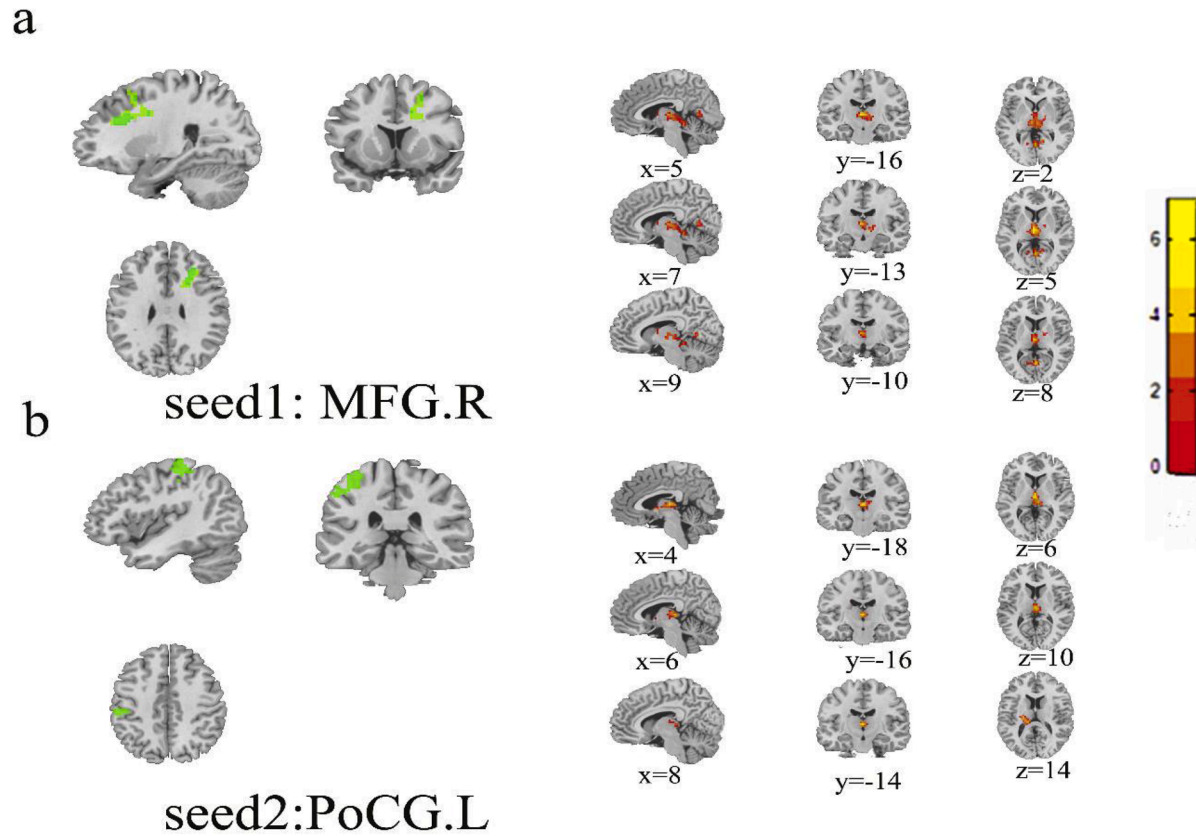 a
x=5 y=-16 z=2
x=7 y=-13 z=5
x=9 y=-10 z=8
seed1: MFG.R
6
4
2
0
b
x=4 y=-18 z=6
x=6 y=-16 z=10
x=8 y=-14 z=14
seed2:PoCG.L